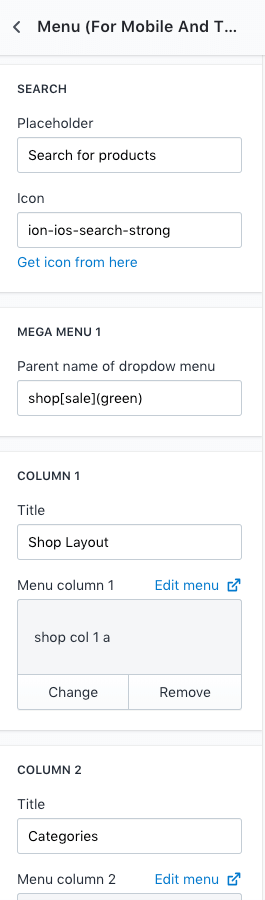 Menu (For Mobile And T...
SEARCH
Placeholder
Search for products
Icon
ion-ios-search-strong
Get icon from here
MEGA MENU 1
Parent name of dropdow menu
shop[sale](green)
COLUMN 1
Title
Shop Layout
Menu column 1 Edit menu
shop col 1 a
Change Remove
COLUMN 2
Title
Categories
Menu column 2 Edit menu